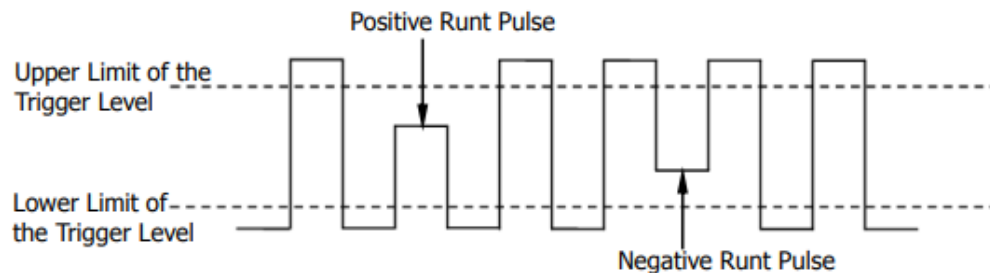 Positive Runt Pulse
Upper Limit of the
Trigger Level
Lower Limit of
the Trigger Level
Negative Runt Pulse